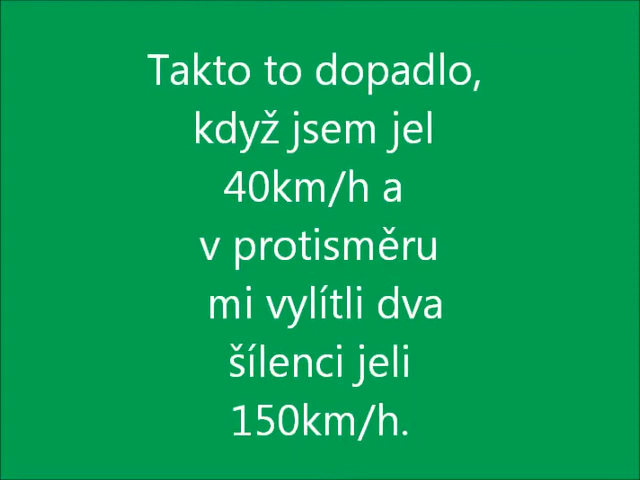 Takto to dopadlo,
když jsem jel
40km/h a
v protisměru
mi vylítli dva
šílenci jeli
150km/h.